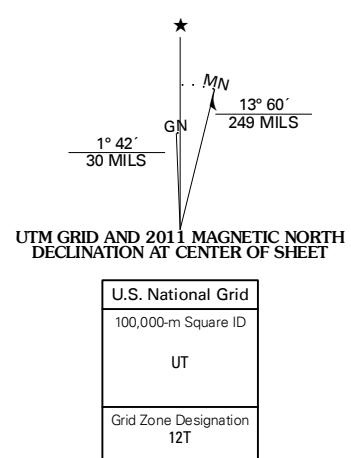 MN
13° 60´
249 MILS
GN
1° 42´
30 MILS
UTM GRID AND 2011 MAGNETIC NORTH
DECLINATION AT CENTER OF SHEET
U.S. National Grid
100,000-m Square ID
UT
Grid Zone Designation
12T